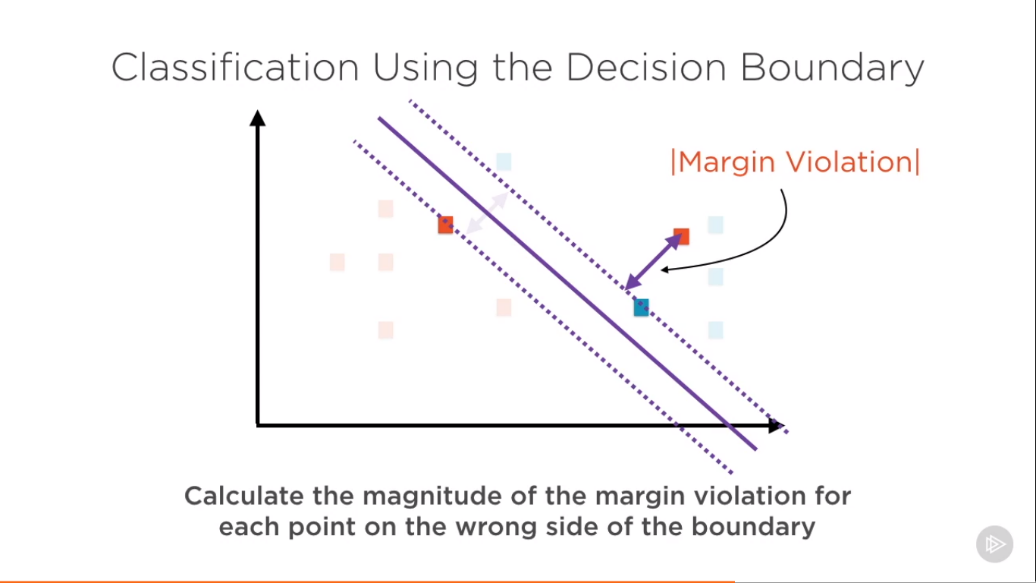 Classification Using the Decision Boundary
|Margin Violation|
Calculate the magnitude of the margin violation for
each point on the wrong side of the boundary